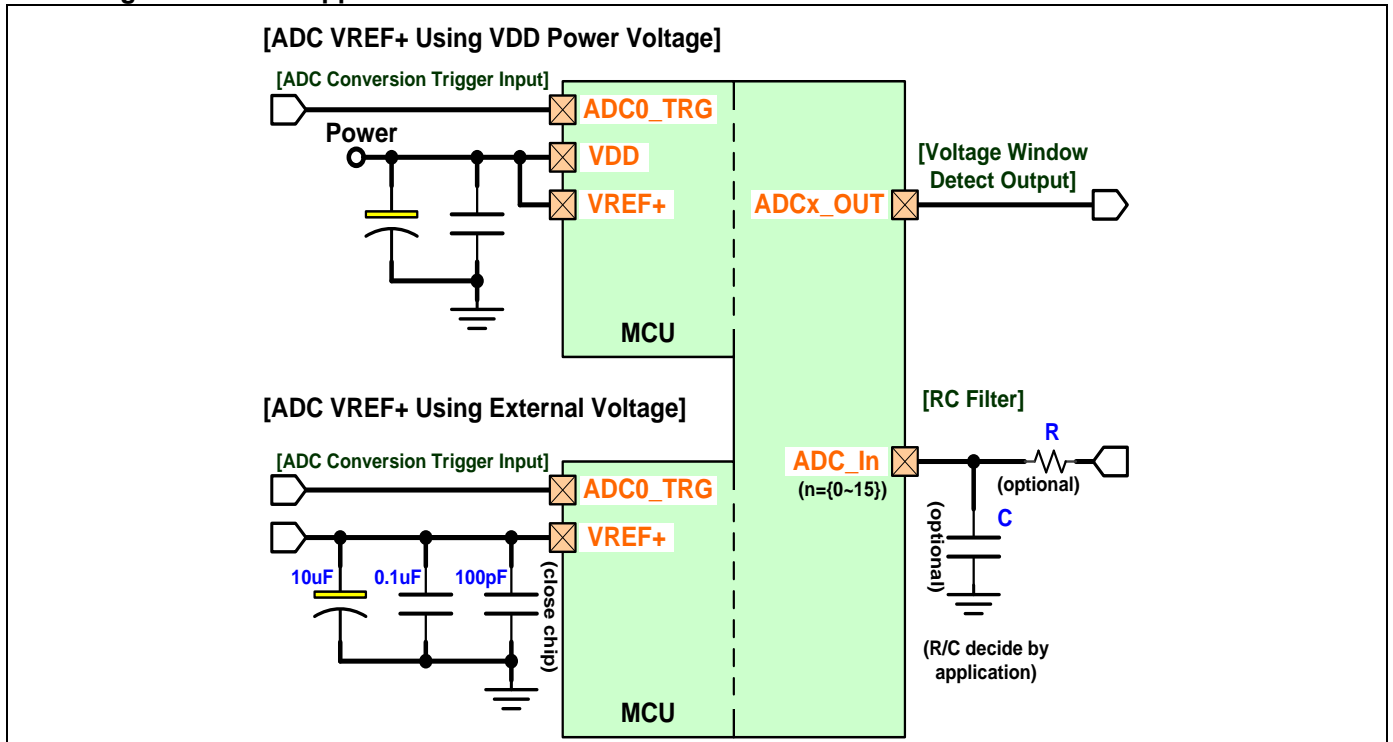 [ADC VREF+ Using VDD Power Voltage]
[ADC Conversion Trigger Input]
ADC0_TRG
Power
VDD
VREF+
ADCx_OUT
[Voltage Window
Detect Output]
MCU
[ADC VREF+ Using External Voltage]
[RC Filter]
[ADC Conversion Trigger Input]
ADC0_TRG
VREF+
ADC_In
(n={0~15})
R
(optional)
C
(optional)
10uF
0.1uF
100pF
(close chip)
(R/C decide by
application)
MCU